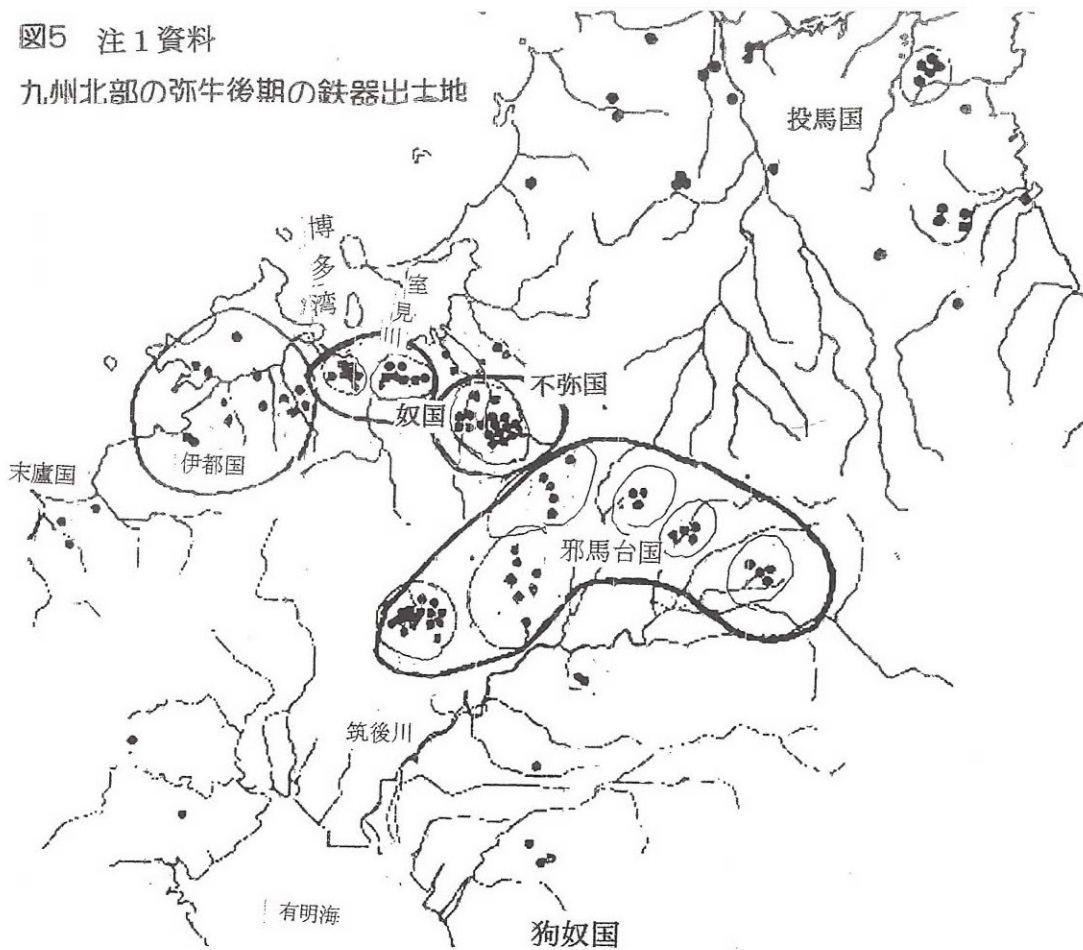 図5 注1資料
九州北部の弥生後期の鉄器出土地
投馬国
博多湾
室見川
不弥国
奴国
伊都国
末廬国
邪馬台国
筑後川
有明海
狗奴国